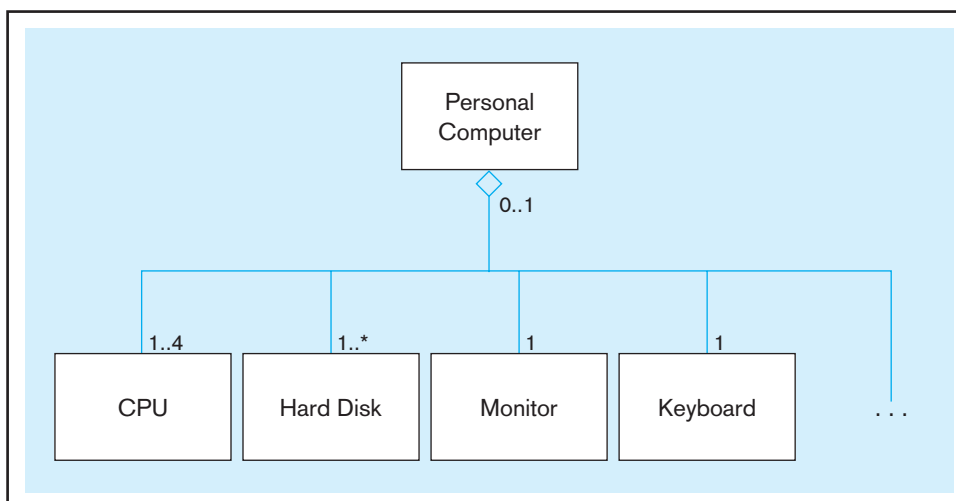 Personal
Computer
0..1
1..4
1..*
1
1
CPU
Hard Disk
Monitor
Keyboard
. . .